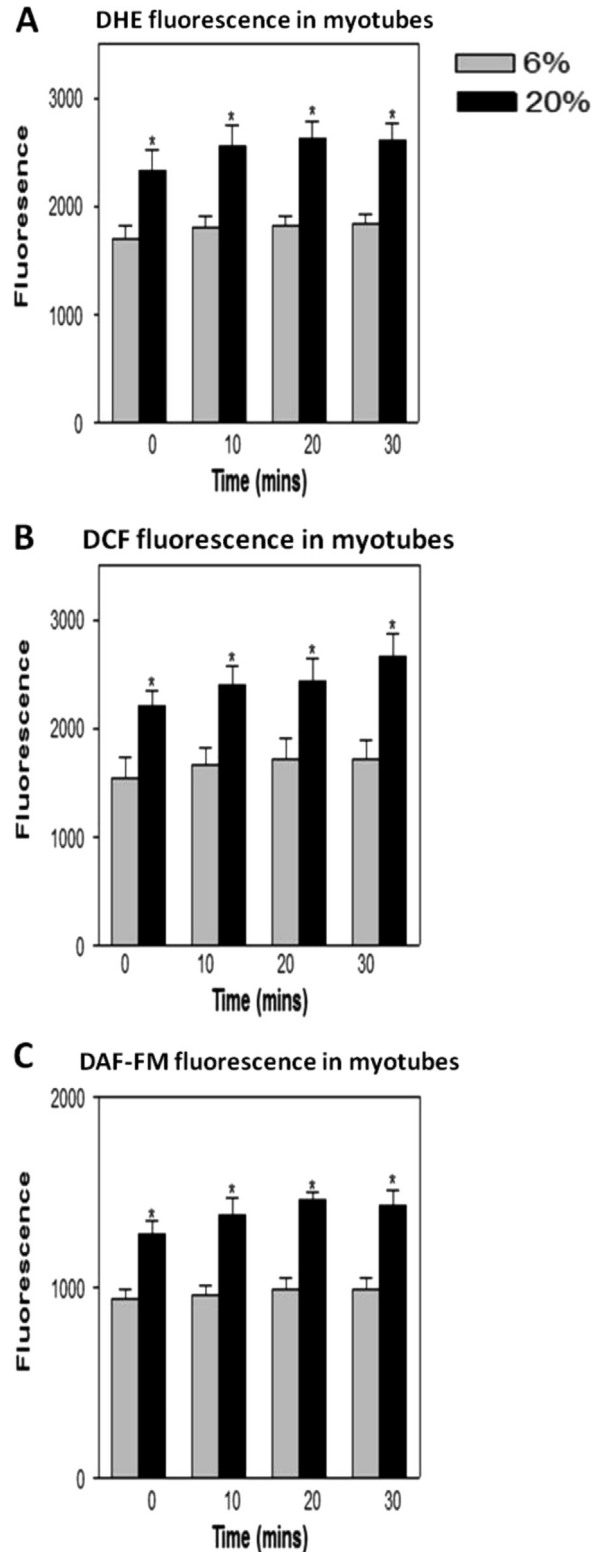 A DHE fluorescence in myotubes
6%
20%
Fluoresence
3000
2000
1000
0
* * * *
0 10 20 30
Time (mins)
B DCF fluorescence in myotubes
Fluorescence
3000
2000
1000
0
* * * *
0 10 20 30
Time (mins)
C DAF-FM fluorescence in myotubes
Fluorescence
2000
1000
0
* * * *
0 10 20 30
Time (mins)